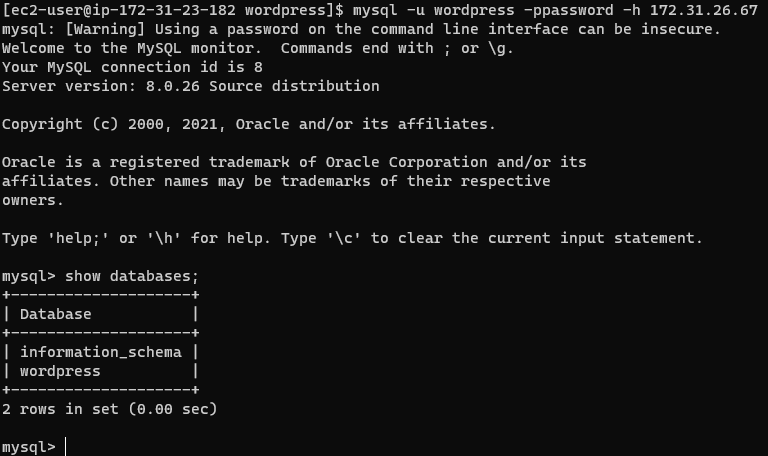 [ec2-user@ip-172-31-23-182 wordpress]$ mysql -u wordpress -ppassword -h 172.31.26.67
mysql: [Warning] Using a password on the command line interface can be insecure.
Welcome to the MySQL monitor.  Commands end with ; or \g.
Your MySQL connection id is 8
Server version: 8.0.26 Source distribution

Copyright (c) 2000, 2021, Oracle and/or its affiliates.

Oracle is a registered trademark of Oracle Corporation and/or its
affiliates. Other names may be trademarks of their respective
owners.

Type 'help;' or '\h' for help. Type '\c' to clear the current input statement.

mysql> show databases;
+--------------------+
| Database           |
+--------------------+
| information_schema |
| wordpress          |
+--------------------+
2 rows in set (0.00 sec)

mysql>